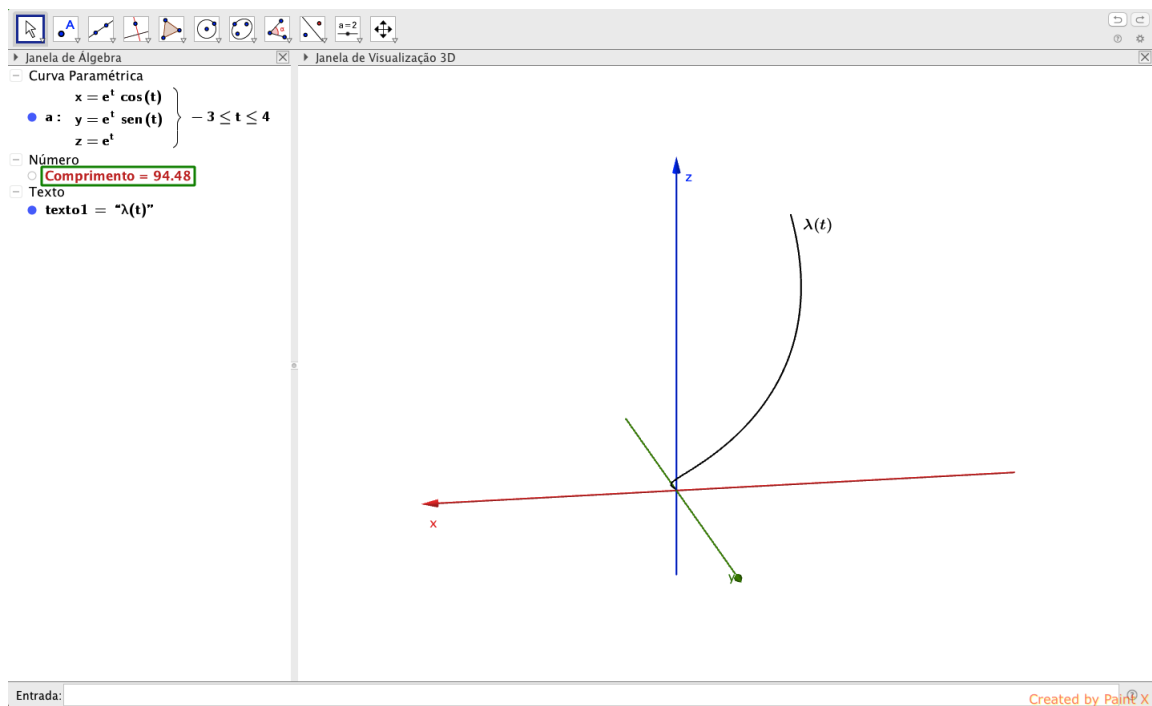 A
a=2
Janela de Álgebra
Janela de Visualização 3D
Curva Paramétrica
x = e^t cos (t)
a : y = e^t sen (t) } − 3 ≤ t ≤ 4
z = e^t
Número
Comprimento = 94.48
Texto
texto1 = “λ(t)”
z
λ(t)
x
y
Entrada:
Created by Paint X